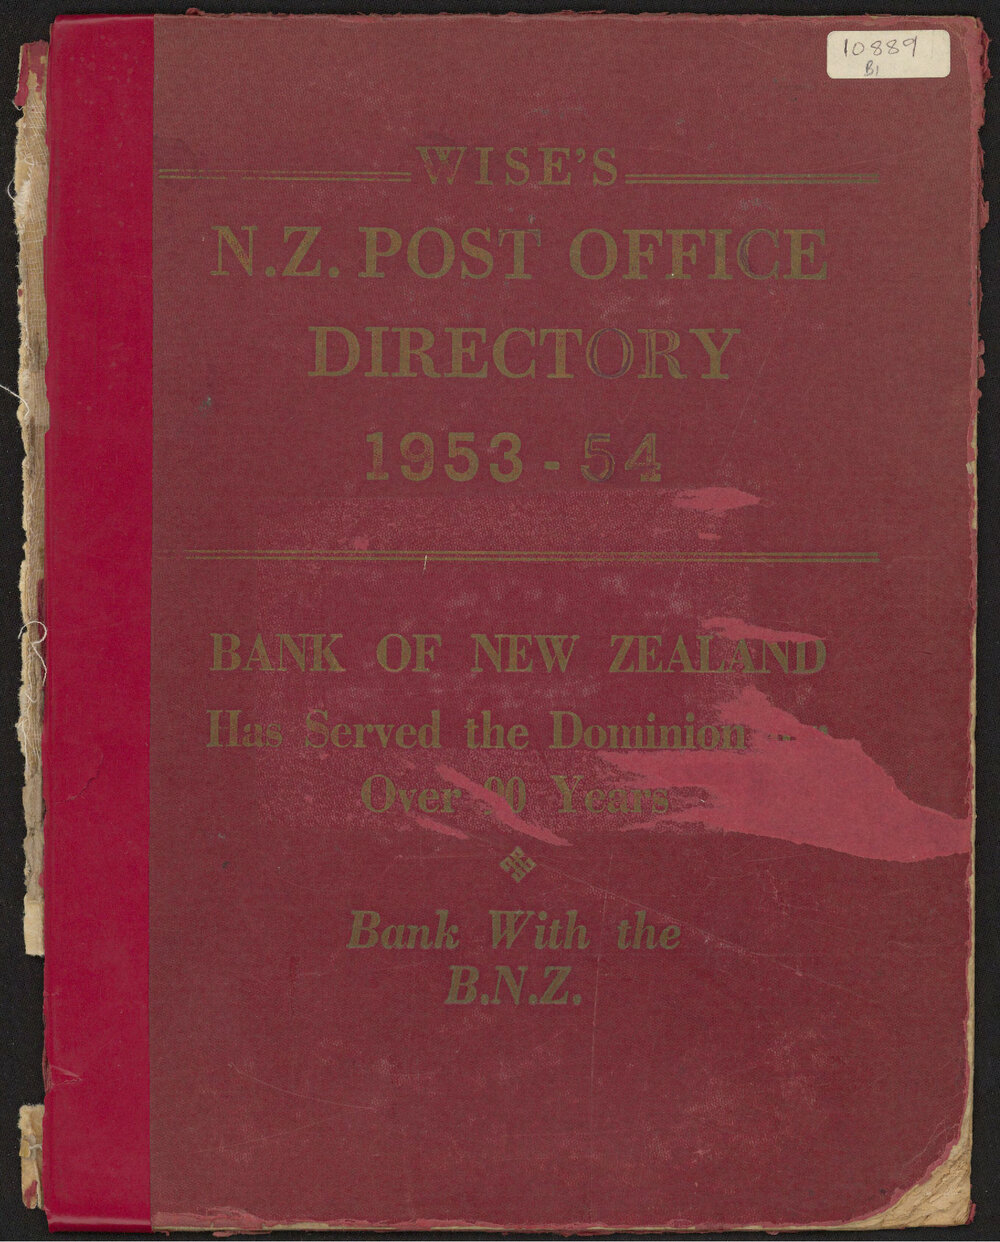 10889
B1
WISE'S
N.Z. POST OFFICE
DIRECTORY
1953 - 54
BANK OF NEW ZEALAND
Has Served the Dominion
Over 90 Years
Bank With the
B.N.Z.